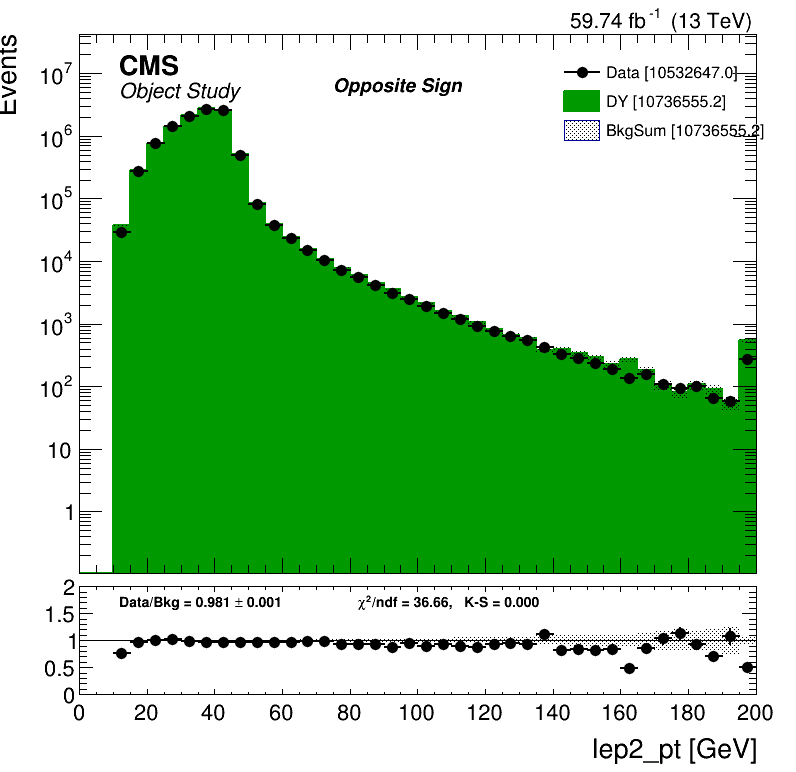 59.74 fb⁻¹ (13 TeV)
Events
CMS
Object Study
Opposite Sign
Data [10532647.0]
DY [10736555.2]
BkgSum [10736555.2]
10⁷
10⁶
10⁵
10⁴
10³
10²
10
1
Data/Bkg = 0.981 ± 0.001
χ²/ndf = 36.66, K-S = 0.000
2
1.5
1
0.5
0
0 20 40 60 80 100 120 140 160 180 200
lep2_pt [GeV]